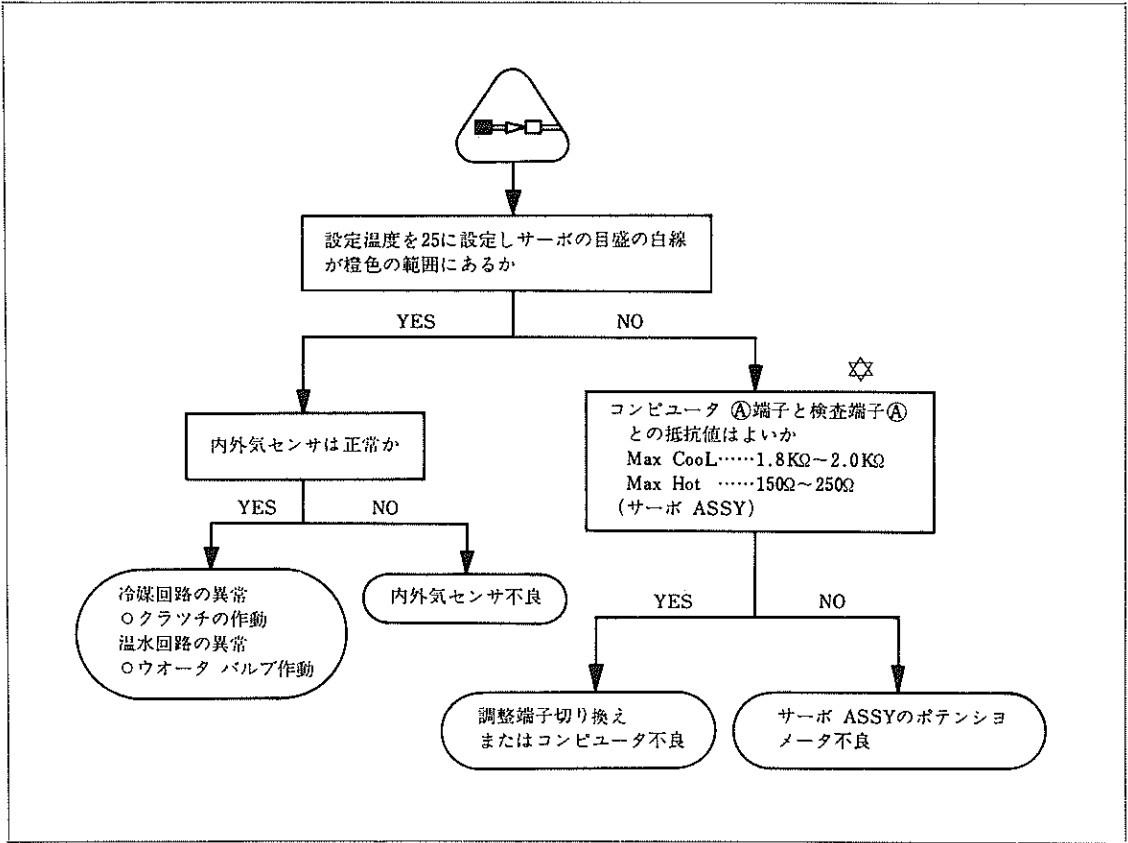 設定温度を25に設定しサーボの目盛の白線
が橙色の範囲にあるか
YES
NO
内外気センサは正常か
コンピユータ Ⓐ端子と検査端子Ⓐ
との抵抗値はよいか
Max CooL……1.8KΩ～2.0KΩ
Max Hot ……150Ω～250Ω
(サーボ ASSY)
YES
NO
冷媒回路の異常
○クラツチの作動
温水回路の異常
○ウオータ バルブ作動
内外気センサ不良
YES
NO
調整端子切り換え
またはコンピユータ不良
サーボ ASSYのポテンシヨ
メータ不良